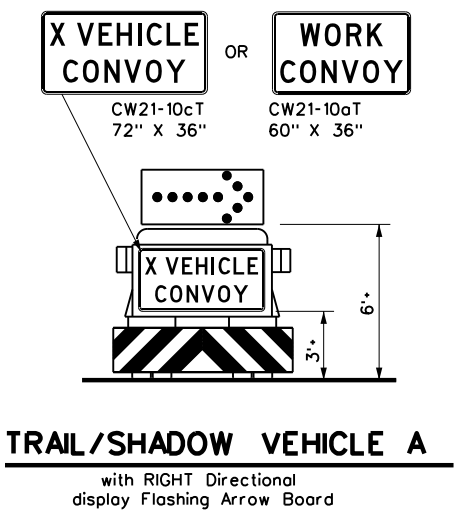 X VEHICLE
CONVOY
OR
WORK
CONVOY
CW21-10cT
72" X 36"
CW21-10aT
60" X 36"
X VEHICLE
CONVOY
6'+
3'+
TRAIL/SHADOW VEHICLE A
with RIGHT Directional
display Flashing Arrow Board